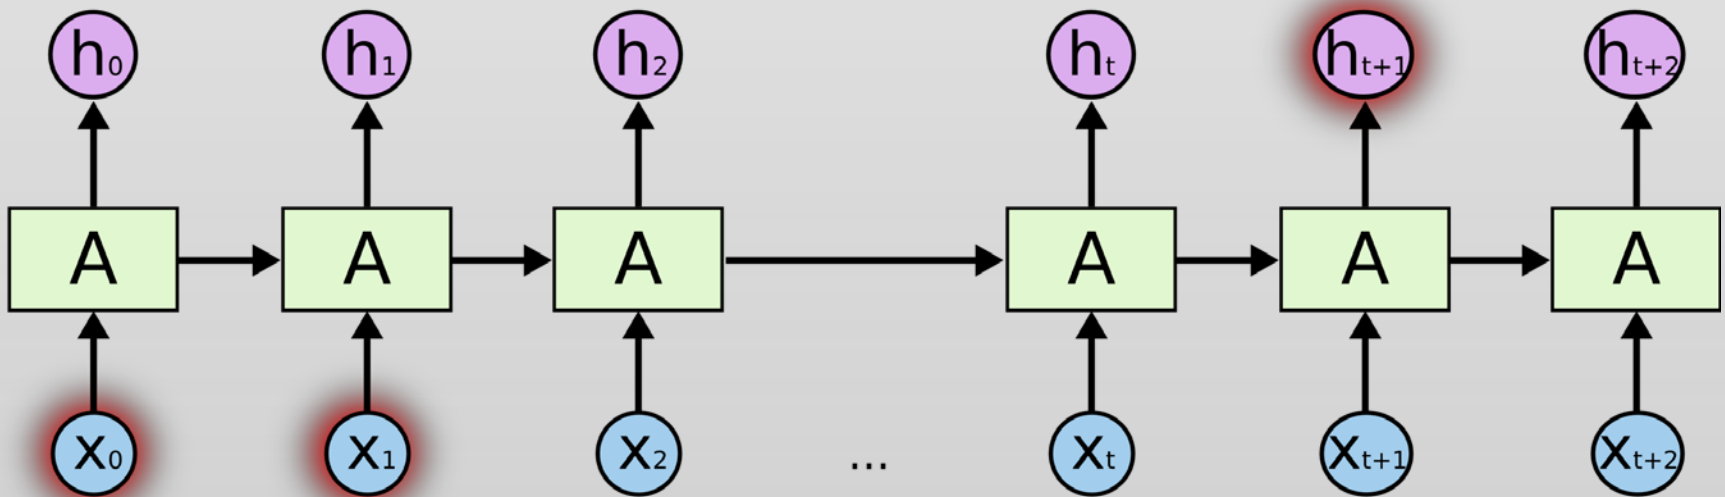 h0 h1 h2 ht ht+1 ht+2
A A A A A A
x0 x1 x2 ... xt xt+1 xt+2